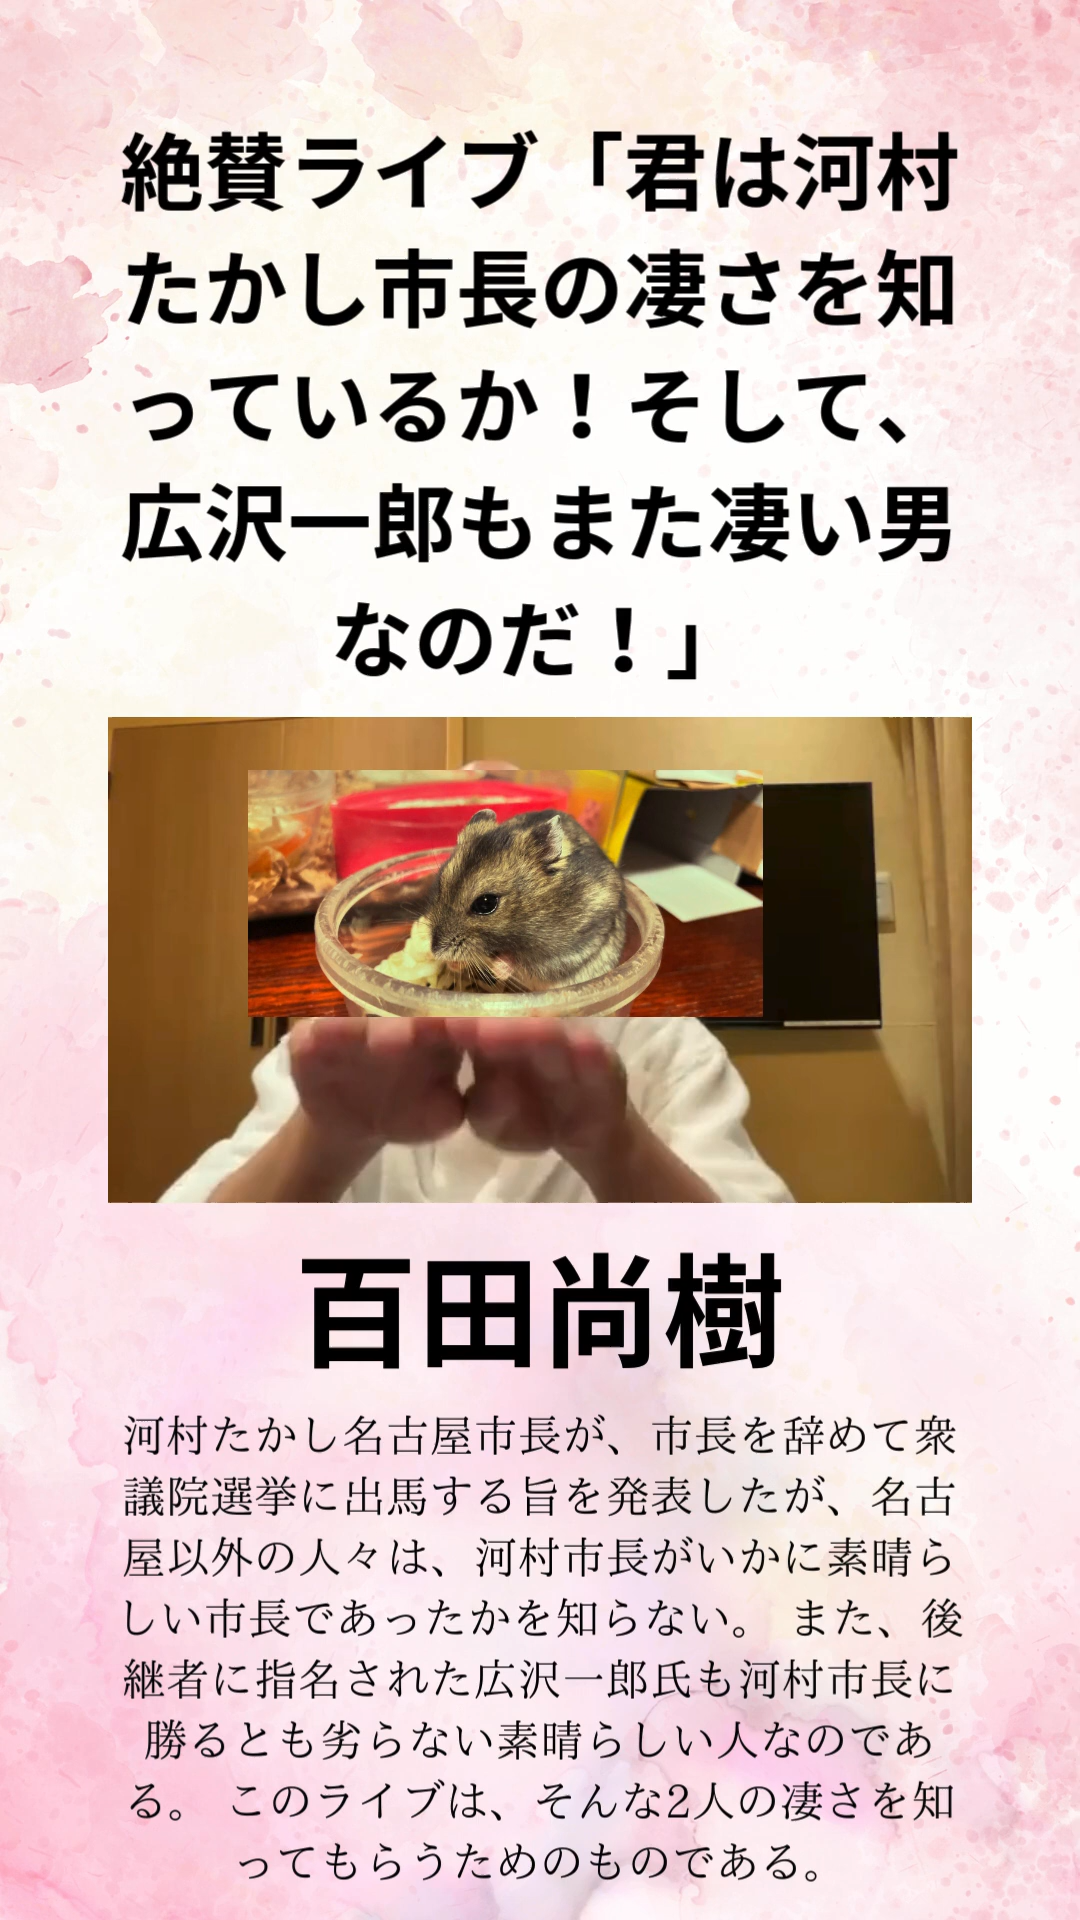 絶賛ライブ「君は河村
たかし市長の凄さを知
っているか！そして、
広沢一郎もまた凄い男
なのだ！」
百田尚樹
河村たかし名古屋市長が、市長を辞めて衆
議院選挙に出馬する旨を発表したが、名古
屋以外の人々は、河村市長がいかに素晴ら
しい市長であったかを知らない。 また、後
継者に指名された広沢一郎氏も河村市長に
勝るとも劣らない素晴らしい人なのであ
る。 このライブは、そんな2人の凄さを知
ってもらうためのものである。